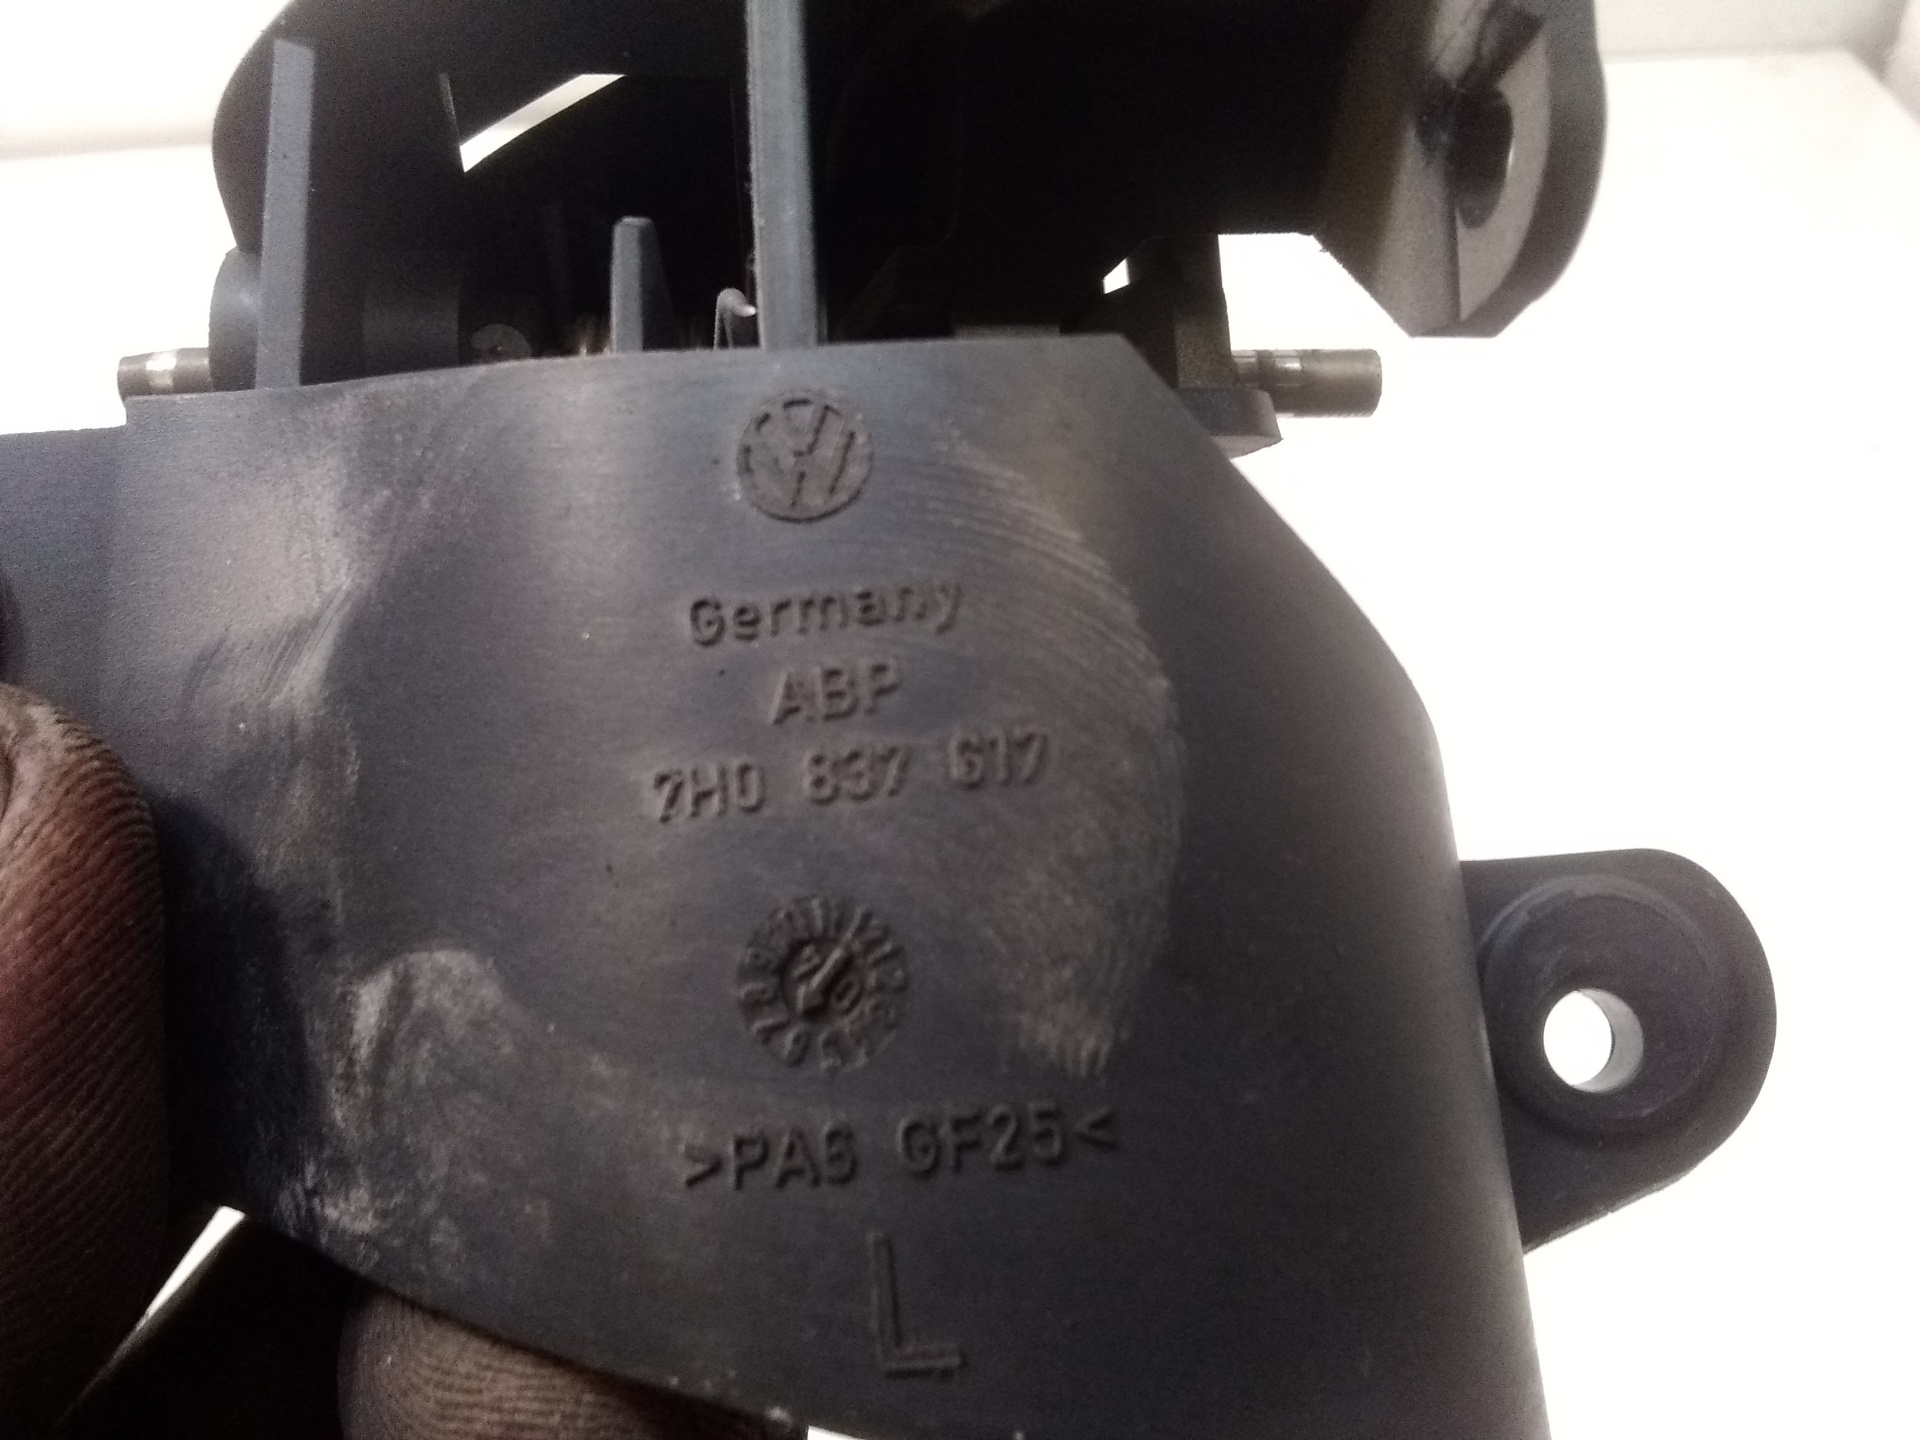 Germany
ABP
7H0 837 617
>PA6 GF25<
L